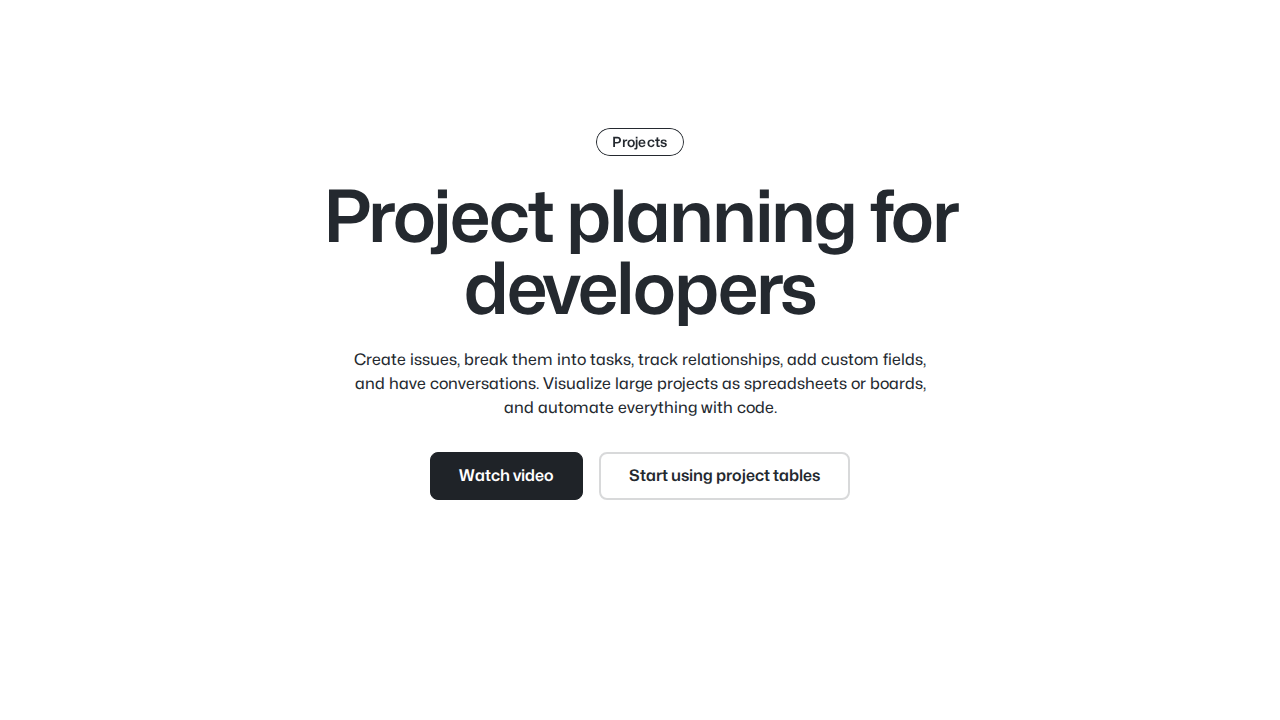 Projects
Project planning for
developers
Create issues, break them into tasks, track relationships, add custom fields,
and have conversations. Visualize large projects as spreadsheets or boards,
and automate everything with code.
Watch video
Start using project tables